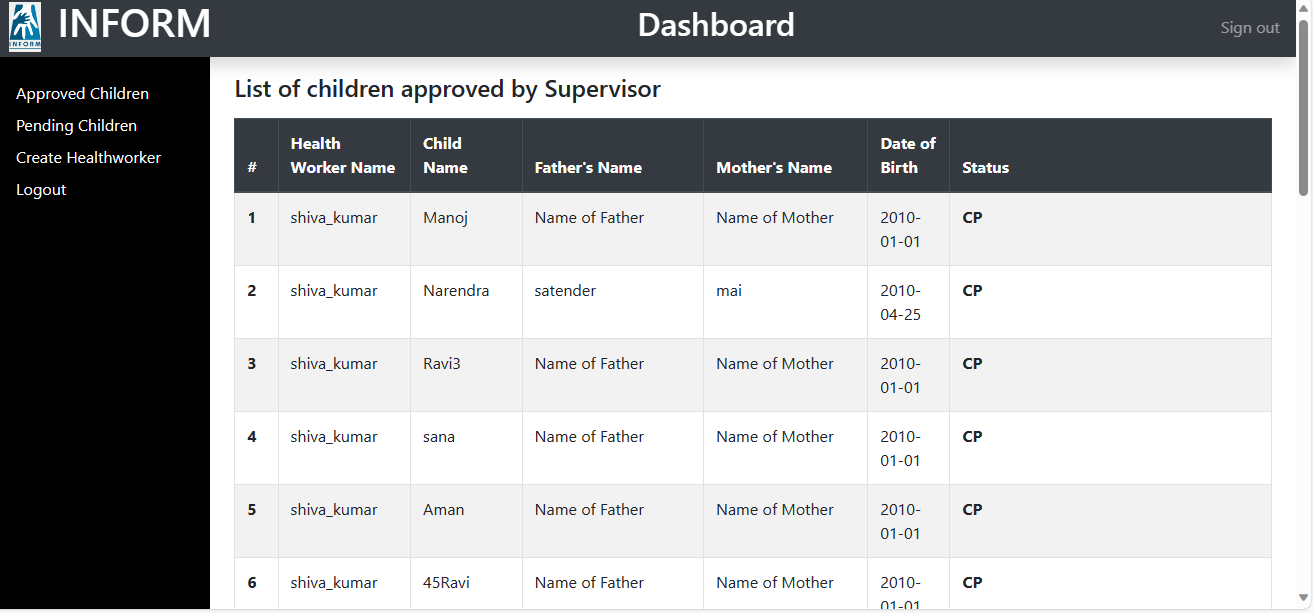 INFORM
INFORM
Dashboard
Sign out
Approved Children
Pending Children
Create Healthworker
Logout
List of children approved by Supervisor
# Health Worker Name Child Name Father's Name Mother's Name Date of Birth Status
1 shiva_kumar Manoj Name of Father Name of Mother 2010-01-01 CP
2 shiva_kumar Narendra satender mai 2010-04-25 CP
3 shiva_kumar Ravi3 Name of Father Name of Mother 2010-01-01 CP
4 shiva_kumar sana Name of Father Name of Mother 2010-01-01 CP
5 shiva_kumar Aman Name of Father Name of Mother 2010-01-01 CP
6 shiva_kumar 45Ravi Name of Father Name of Mother 2010-01-01 CP